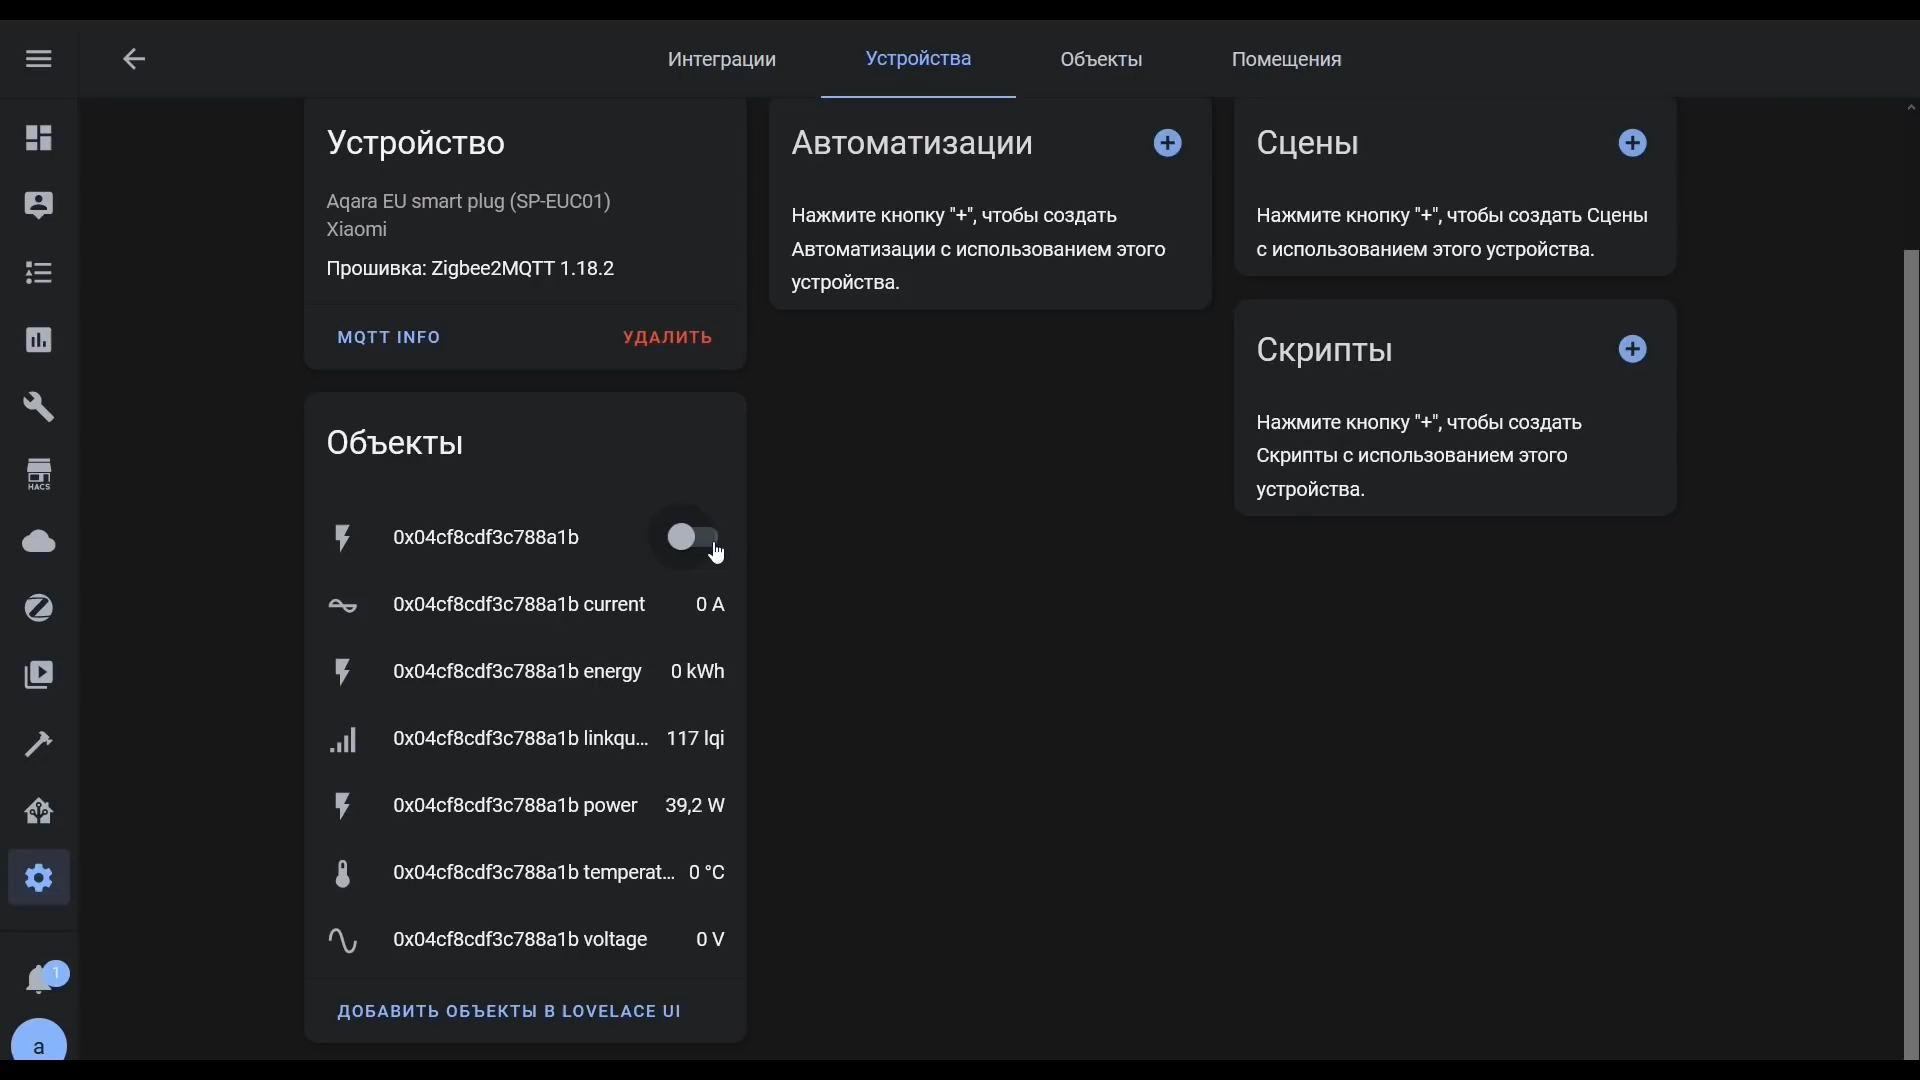 Интеграции
Устройства
Объекты
Помещения
Устройство
Aqara EU smart plug (SP-EUC01)
Xiaomi
Прошивка: Zigbee2MQTT 1.18.2
MQTT INFO
УДАЛИТЬ
Автоматизации
Нажмите кнопку "+", чтобы создать
Автоматизации с использованием этого
устройства.
Сцены
Нажмите кнопку "+", чтобы создать Сцены
с использованием этого устройства.
Скрипты
Нажмите кнопку "+", чтобы создать
Скрипты с использованием этого
устройства.
Объекты
0x04cf8cdf3c788a1b
0x04cf8cdf3c788a1b current 0 A
0x04cf8cdf3c788a1b energy 0 kWh
0x04cf8cdf3c788a1b linkqu... 117 lqi
0x04cf8cdf3c788a1b power 39,2 W
0x04cf8cdf3c788a1b temperat... 0 °C
0x04cf8cdf3c788a1b voltage 0 V
ДОБАВИТЬ ОБЪЕКТЫ В LOVELACE UI
HACS
1
a